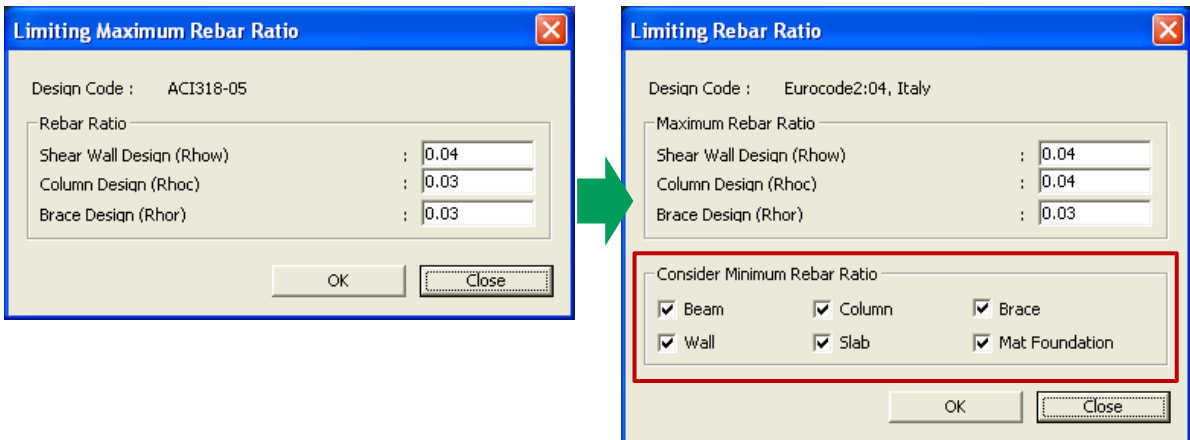 Limiting Maximum Rebar Ratio
Design Code : ACI318-05
Rebar Ratio
Shear Wall Design (Rhow) : 0.04
Column Design (Rhoc) : 0.03
Brace Design (Rhor) : 0.03
OK Close
Limiting Rebar Ratio
Design Code : Eurocode2:04, Italy
Maximum Rebar Ratio
Shear Wall Design (Rhow) : 0.04
Column Design (Rhoc) : 0.04
Brace Design (Rhor) : 0.03
Consider Minimum Rebar Ratio
Beam Column Brace
Wall Slab Mat Foundation
OK Close